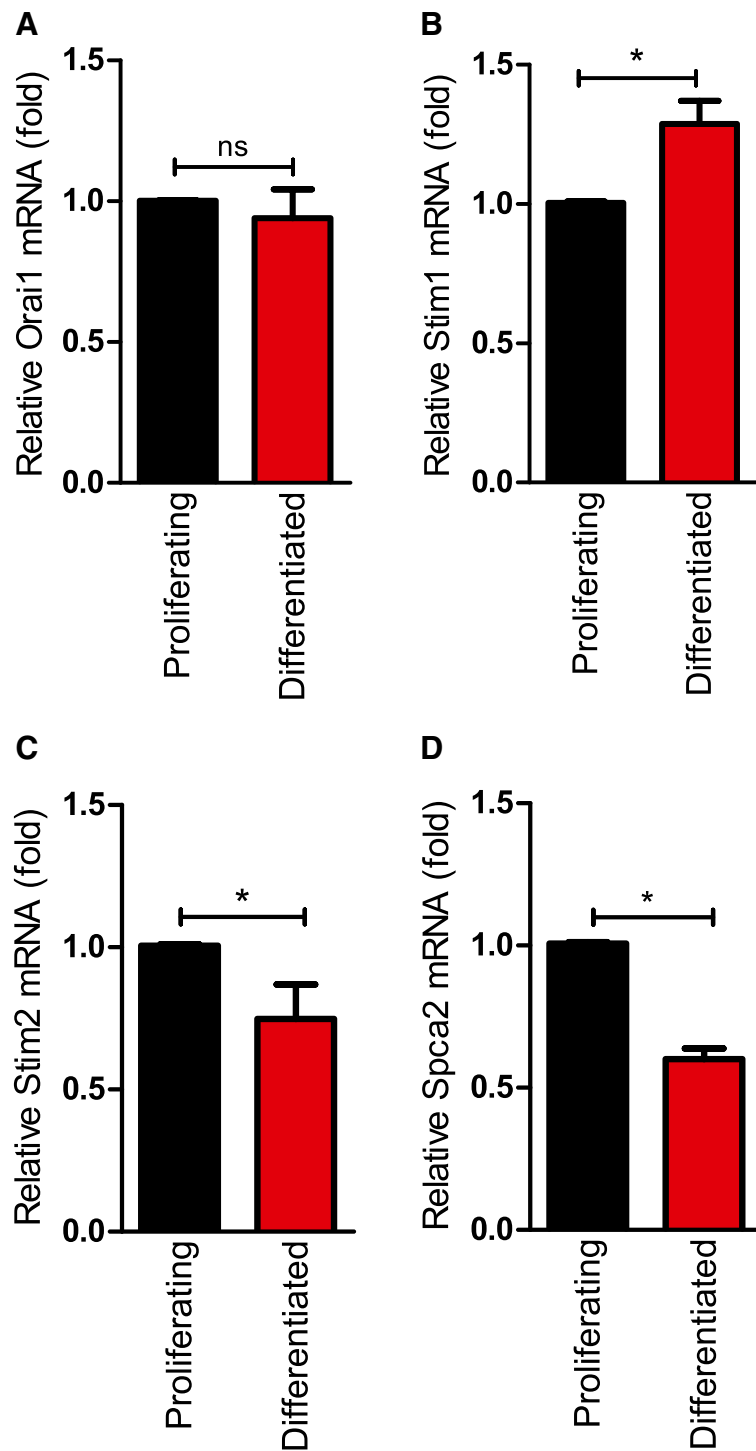 A
Relative Orai1 mRNA (fold)
1.5
1.0
0.5
0.0
ns
Proliferating
Differentiated
B
Relative Stim1 mRNA (fold)
1.5
1.0
0.5
0.0
*
Proliferating
Differentiated
C
Relative Stim2 mRNA (fold)
1.5
1.0
0.5
0.0
*
Proliferating
Differentiated
D
Relative Spca2 mRNA (fold)
1.5
1.0
0.5
0.0
*
Proliferating
Differentiated